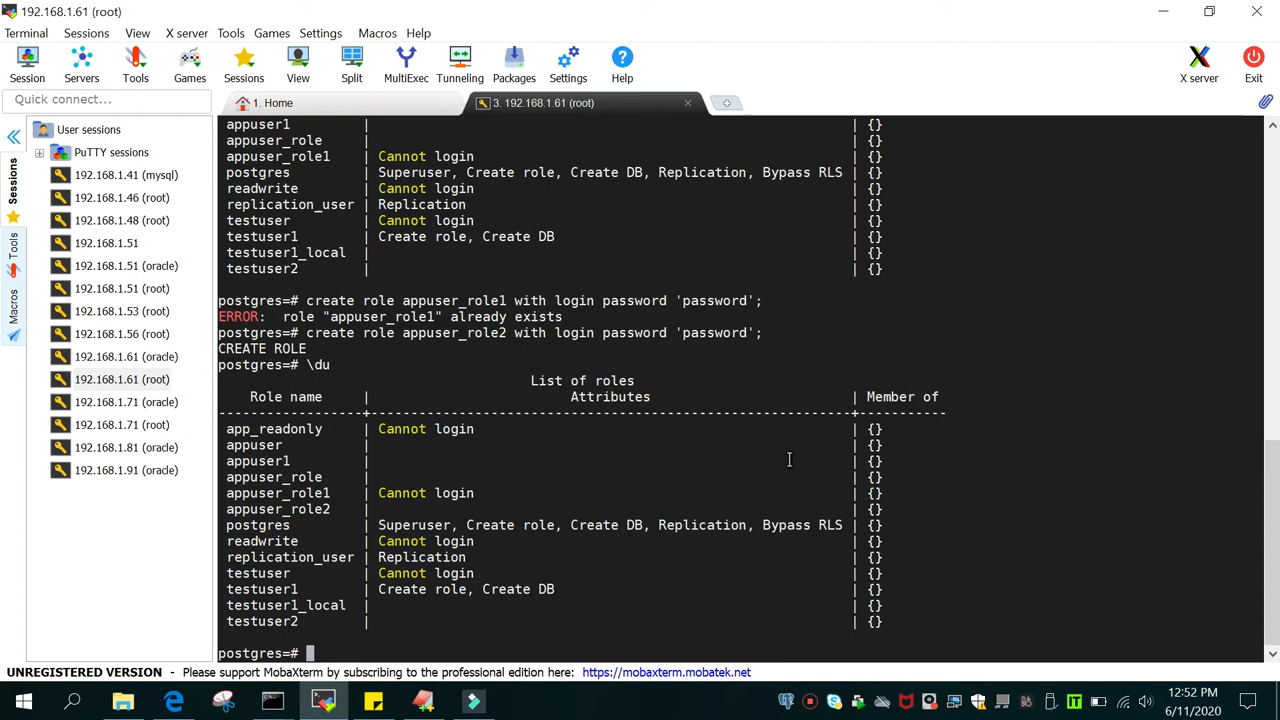 192.168.1.61 (root)
Terminal Sessions View X server Tools Games Settings Macros Help
Session Servers Tools Games Sessions View Split MultiExec Tunneling Packages Settings Help X server Exit
Quick connect...
1. Home
3. 192.168.1.61 (root)
Sessions
Tools
Macros
User sessions
PuTTY sessions
192.168.1.41 (mysql)
192.168.1.46 (root)
192.168.1.48 (root)
192.168.1.51
192.168.1.51 (oracle)
192.168.1.51 (root)
192.168.1.53 (root)
192.168.1.56 (root)
192.168.1.61 (oracle)
192.168.1.61 (root)
192.168.1.71 (oracle)
192.168.1.71 (root)
192.168.1.81 (oracle)
192.168.1.91 (oracle)
appuser1 | | {}
appuser_role | | {}
appuser_role1 | Cannot login | {}
postgres | Superuser, Create role, Create DB, Replication, Bypass RLS | {}
readwrite | Cannot login | {}
replication_user | Replication | {}
testuser | Cannot login | {}
testuser1 | Create role, Create DB | {}
testuser1_local | | {}
testuser2 | | {}
postgres=# create role appuser_role1 with login password 'password';
ERROR: role "appuser_role1" already exists
postgres=# create role appuser_role2 with login password 'password';
CREATE ROLE
postgres=# \du
List of roles
Role name | Attributes | Member of
------------------+------------------------------------------------------------+-----------
app_readonly | Cannot login | {}
appuser | | {}
appuser1 | | {}
appuser_role | | {}
appuser_role1 | Cannot login | {}
appuser_role2 | | {}
postgres | Superuser, Create role, Create DB, Replication, Bypass RLS | {}
readwrite | Cannot login | {}
replication_user | Replication | {}
testuser | Cannot login | {}
testuser1 | Create role, Create DB | {}
testuser1_local | | {}
testuser2 | | {}
postgres=#
UNREGISTERED VERSION - Please support MobaXterm by subscribing to the professional edition here: https://mobaxterm.mobatek.net
12:52 PM
6/11/2020